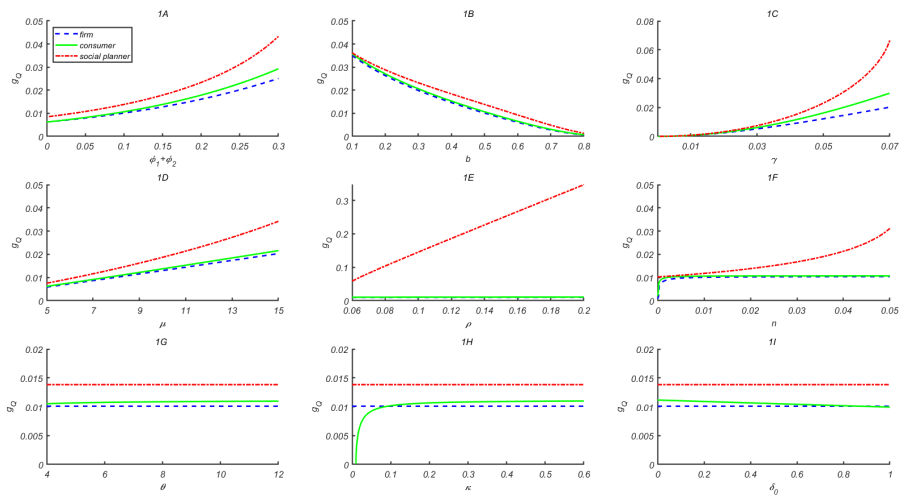 1A
0.05
0.04
0.03
0.02
0.01
0
g_Q
firm
consumer
social planner
0 0.05 0.1 0.15 0.2 0.25 0.3
ϕ₁+ϕ₂
1B
0.05
0.04
0.03
0.02
0.01
0
g_Q
0.1 0.2 0.3 0.4 0.5 0.6 0.7 0.8
b
1C
0.08
0.06
0.04
0.02
0
g_Q
0.01 0.03 0.05 0.07
γ
1D
0.05
0.04
0.03
0.02
0.01
0
g_Q
5 7 9 11 13 15
μ
1E
0.3
0.2
0.1
0
g_Q
0.06 0.08 0.1 0.12 0.14 0.16 0.18 0.2
ρ
1F
0.05
0.04
0.03
0.02
0.01
0
g_Q
0 0.01 0.02 0.03 0.04 0.05
n
1G
0.02
0.015
0.01
0.005
0
g_Q
4 6 8 10 12
θ
1H
0.02
0.015
0.01
0.005
0
g_Q
0 0.1 0.2 0.3 0.4 0.5 0.6
κ
1I
0.02
0.015
0.01
0.005
0
g_Q
0 0.2 0.4 0.6 0.8 1
δ₀